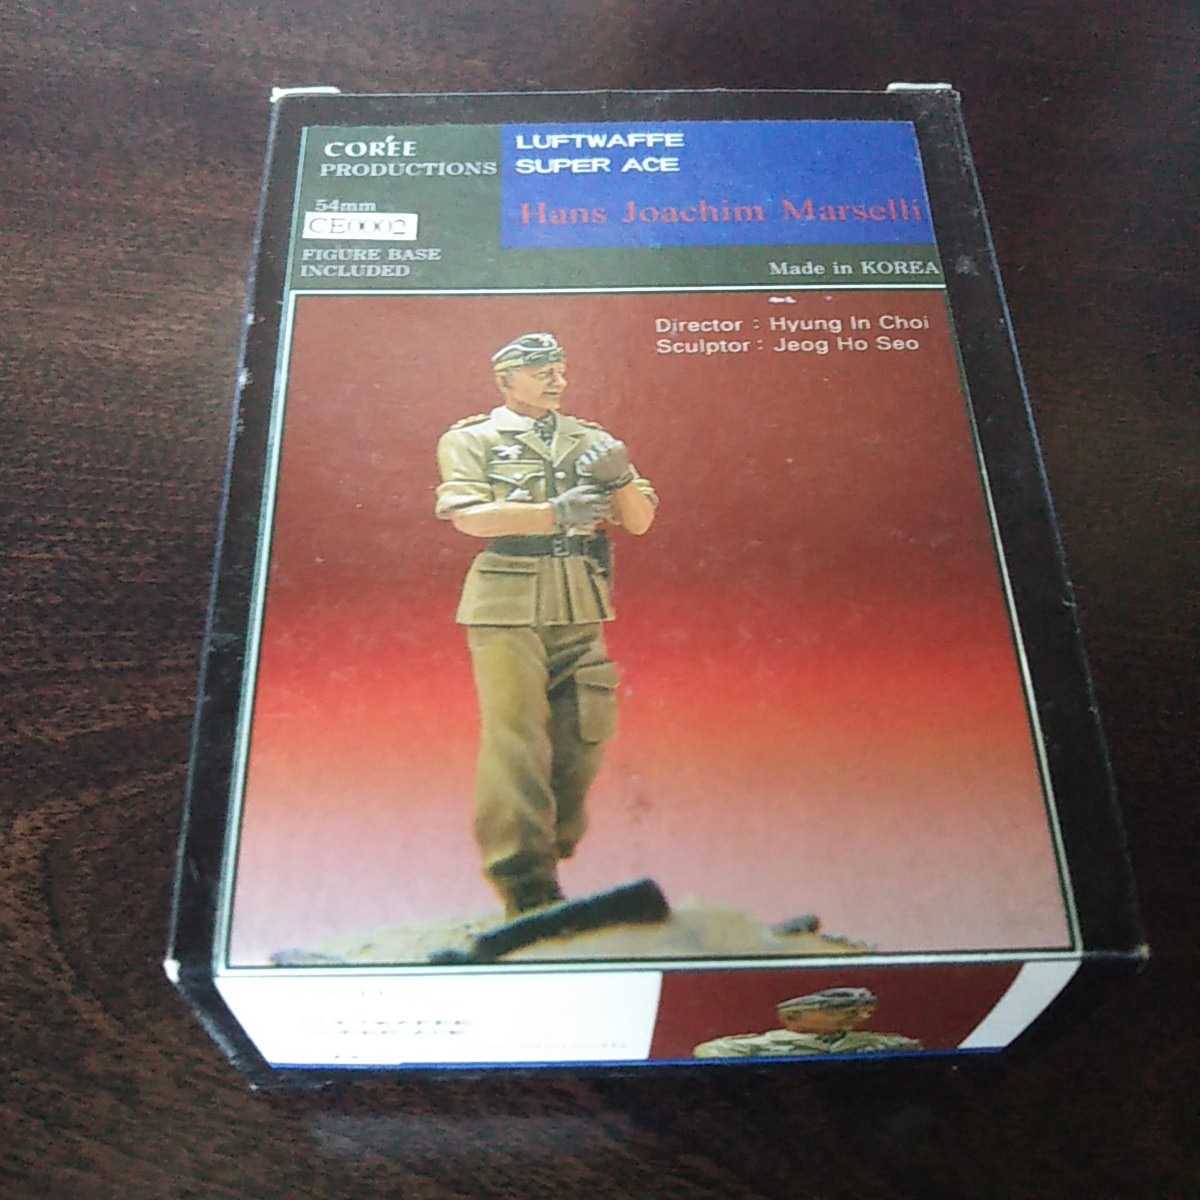 CORÉE
PRODUCTIONS
54mm
CE0002
FIGURE BASE
INCLUDED
LUFTWAFFE
SUPER ACE
Hans Joachim Marselli
Made in KOREA
Director : Hyung In Choi
Sculptor : Jeog Ho Seo